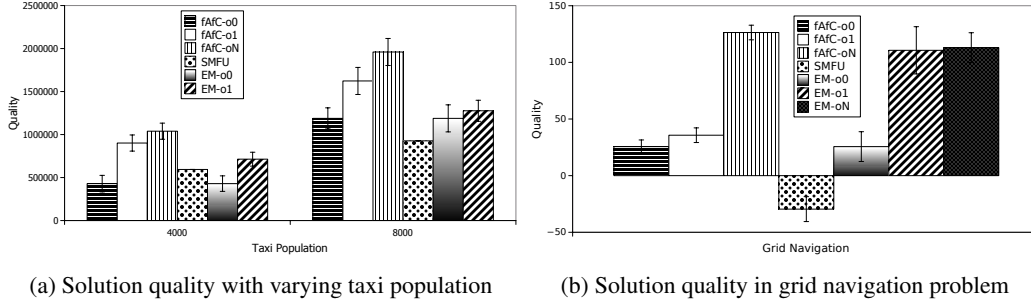 2500000
2000000
1500000
1000000
500000
0
Quality
fAfC-o0
fAfC-o1
fAfC-oN
SMFU
EM-o0
EM-o1
4000
8000
Taxi Population
(a) Solution quality with varying taxi population
150
100
50
0
−50
Quality
fAfC-o0
fAfC-o1
fAfC-oN
SMFU
EM-o0
EM-o1
EM-oN
Grid Navigation
(b) Solution quality in grid navigation problem